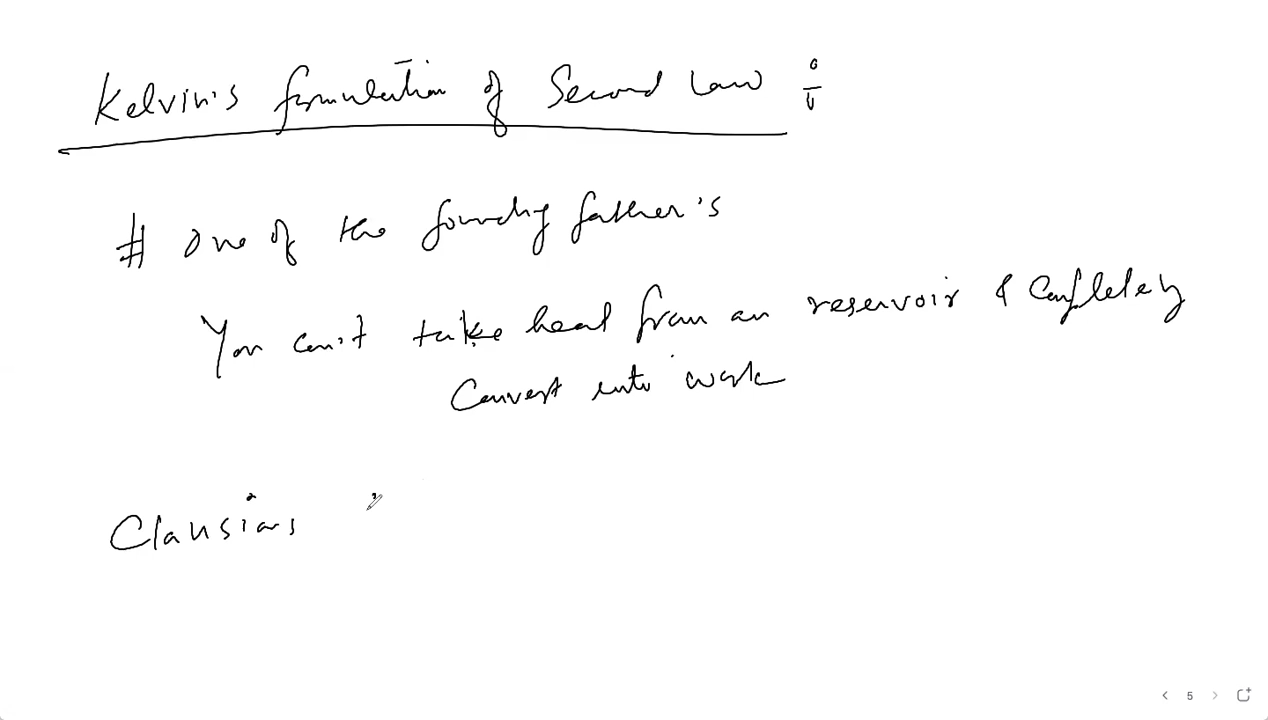 Kelvin's formulation of Second Law :-
# One of the founding father's
You can't take heat from an reservoir & Completely
Convert into work
Clausius
5